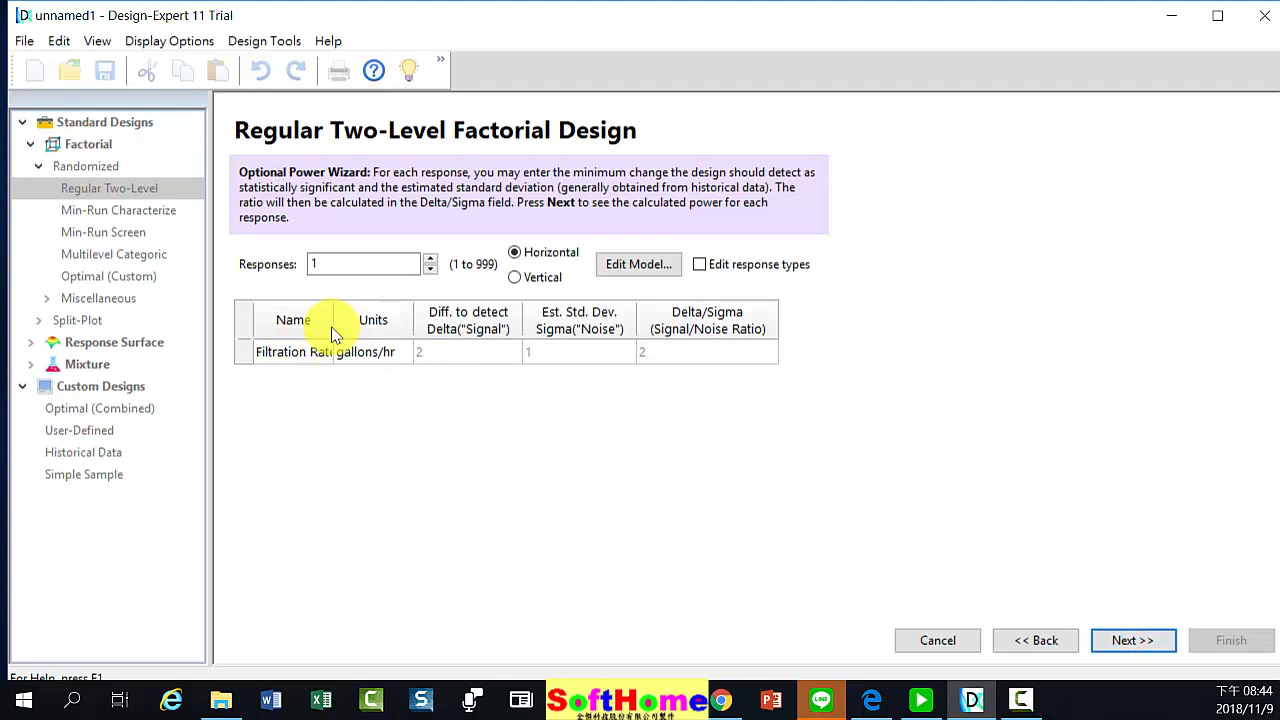 unnamed1 - Design-Expert 11 Trial
File Edit View Display Options Design Tools Help
»
Standard Designs
Factorial
Randomized
Regular Two-Level
Min-Run Characterize
Min-Run Screen
Multilevel Categoric
Optimal (Custom)
Miscellaneous
Split-Plot
Response Surface
Mixture
Custom Designs
Optimal (Combined)
User-Defined
Historical Data
Simple Sample
Regular Two-Level Factorial Design
Optional Power Wizard: For each response, you may enter the minimum change the design should detect as
statistically significant and the estimated standard deviation (generally obtained from historical data). The
ratio will then be calculated in the Delta/Sigma field. Press Next to see the calculated power for each
response.
Responses: 1 (1 to 999) Horizontal Vertical Edit Model... Edit response types
Name Units Diff. to detect Delta("Signal") Est. Std. Dev. Sigma("Noise") Delta/Sigma (Signal/Noise Ratio)
Filtration Rate gallons/hr 2 1 2
Cancel << Back Next >> Finish
For Help, press F1
SoftHome
下午 08:24
2018/11/9